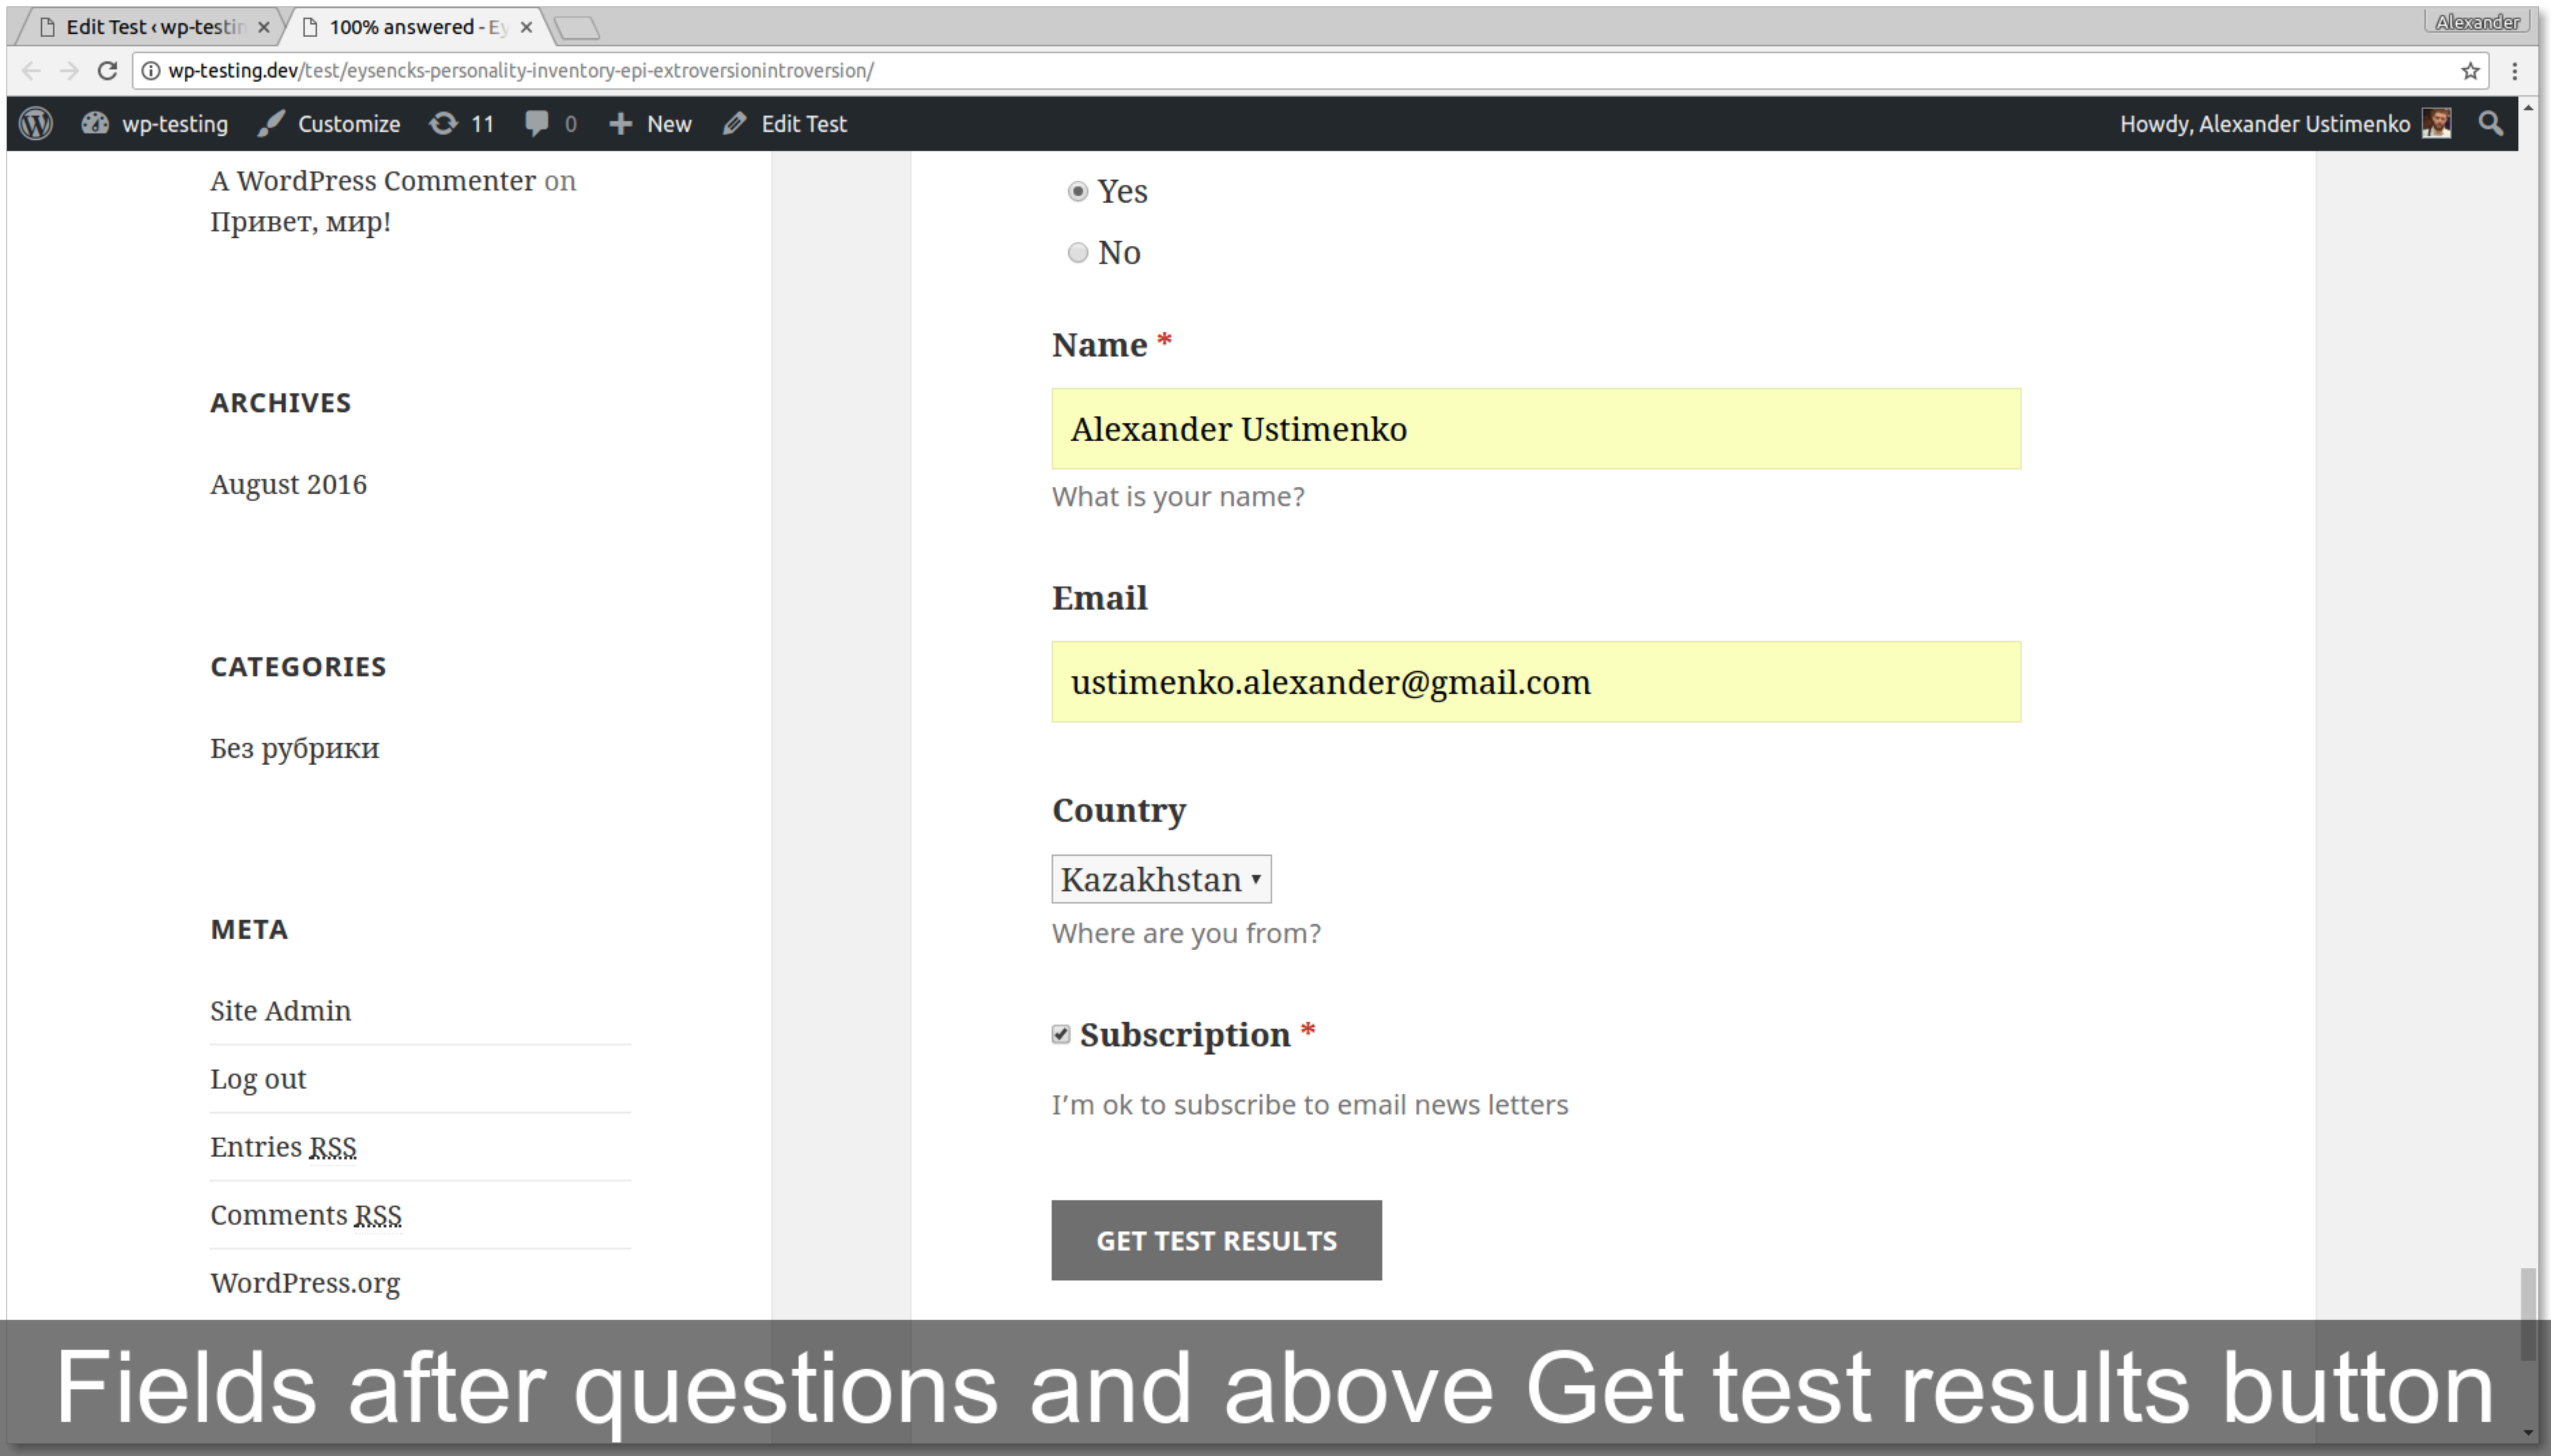 Edit Test ‹ wp-testin
100% answered - Ey
Alexander
wp-testing.dev/test/eysencks-personality-inventory-epi-extroversionintroversion/
wp-testing Customize 11 0 New Edit Test
Howdy, Alexander Ustimenko
A WordPress Commenter on
Привет, мир!
ARCHIVES
August 2016
CATEGORIES
Без рубрики
META
Site Admin
Log out
Entries RSS
Comments RSS
WordPress.org
Yes
No
Name *
Alexander Ustimenko
What is your name?
Email
ustimenko.alexander@gmail.com
Country
Kazakhstan
Where are you from?
Subscription *
I’m ok to subscribe to email news letters
GET TEST RESULTS
Fields after questions and above Get test results button